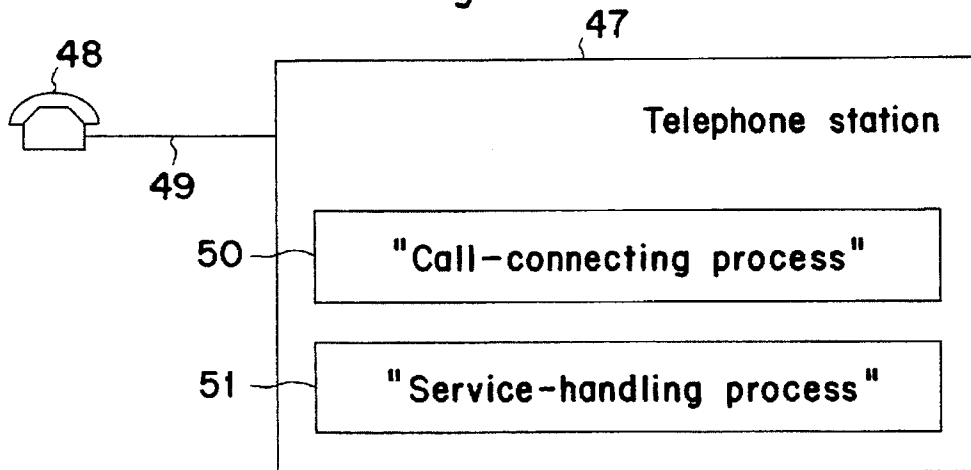 47
48
Telephone station
49
50
"Call-connecting process"
51
"Service-handling process"